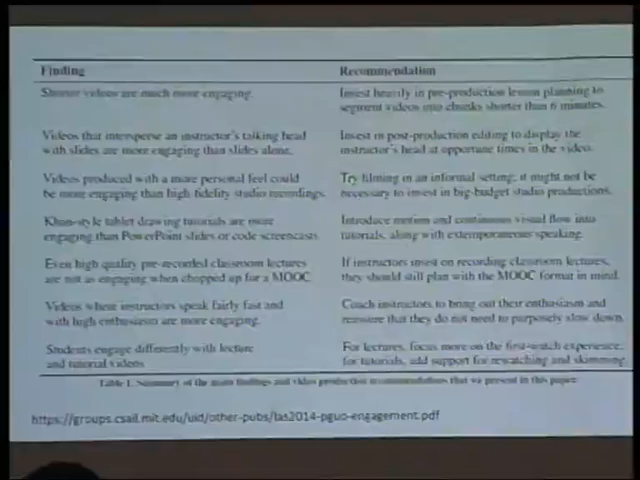 Finding Recommendation
Shorter videos are much more engaging. Invest heavily in pre-production lesson planning to
segment videos into chunks shorter than 6 minutes.
Videos that intersperse an instructor's talking head Invest in post-production editing to display the
with slides are more engaging than slides alone. instructor's head at opportune times in the video.
Videos produced with a more personal feel could Try filming in an informal setting; it might not be
be more engaging than high-fidelity studio recordings. necessary to invest in big-budget studio productions.
Khan-style tablet drawing tutorials are more Introduce motion and continuous visual flow into
engaging than PowerPoint slides or code screencasts. tutorials, along with extemporaneous speaking.
Even high quality pre-recorded classroom lectures If instructors insist on recording classroom lectures,
are not as engaging when chopped up for a MOOC. they should still plan with the MOOC format in mind.
Videos where instructors speak fairly fast and Coach instructors to bring out their enthusiasm and
with high enthusiasm are more engaging. reassure that they do not need to purposely slow down.
Students engage differently with lecture For lectures, focus more on the first-watch experience;
and tutorial videos for tutorials, add support for rewatching and skimming.
Table 1. Summary of the main findings and video production recommendations that we present in this paper.
https://groups.csail.mit.edu/uid/other-pubs/las2014-pguo-engagement.pdf